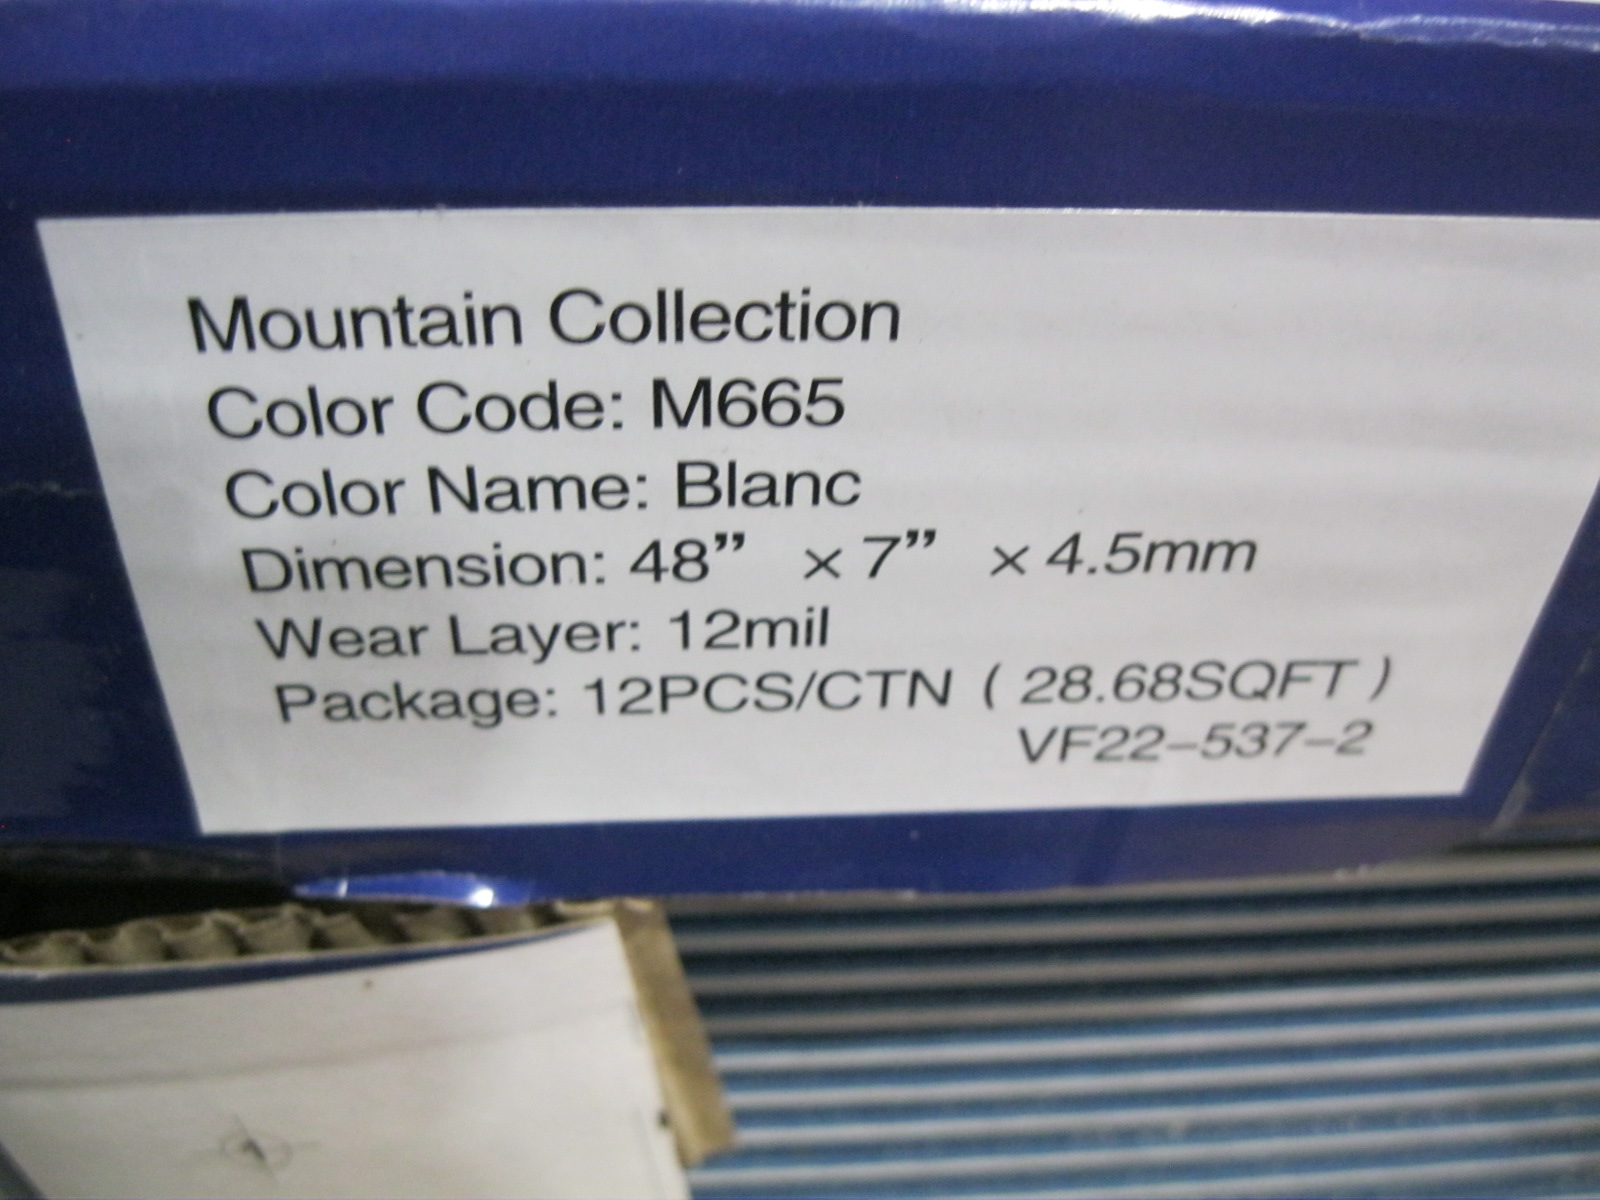 Mountain Collection
Color Code: M665
Color Name: Blanc
Dimension: 48” × 7” × 4.5mm
Wear Layer: 12mil
Package: 12PCS/CTN ( 28.68SQFT )
VF22–537–2